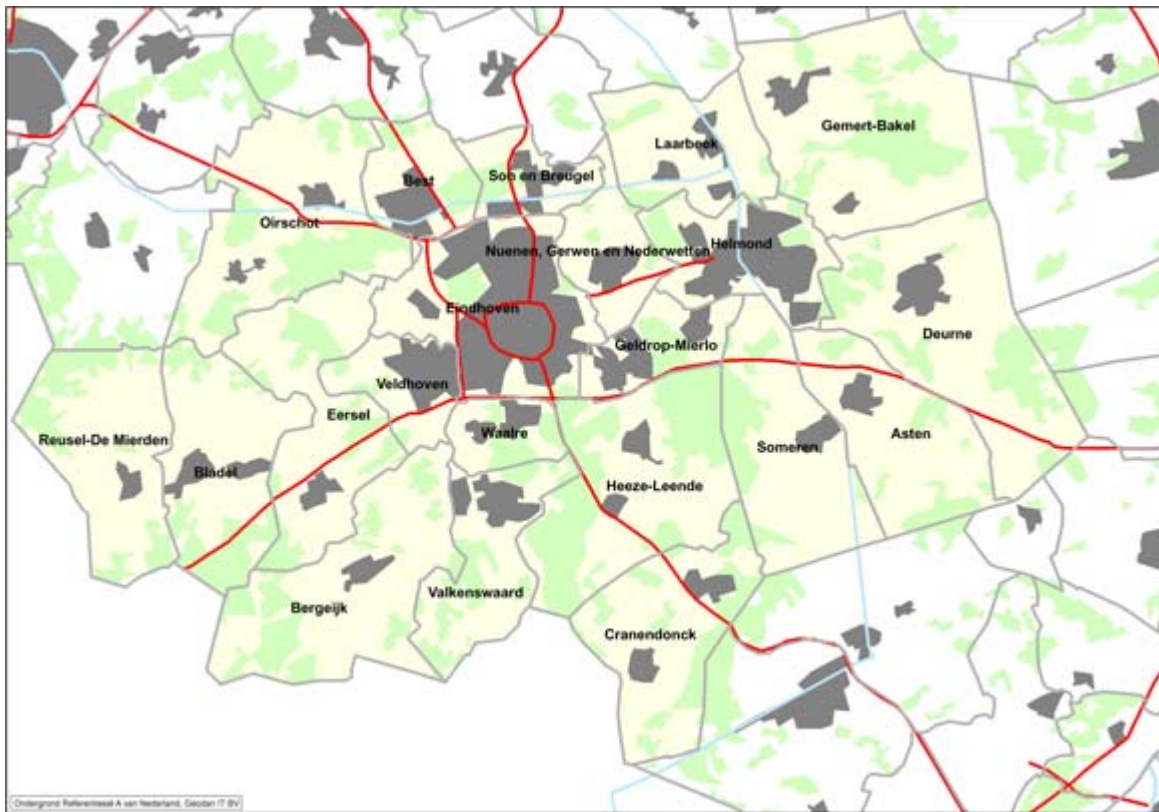 Gemert-Bakel
Laarbeek
Son en Breugel
Best
Oirschot
Nuenen, Gerwen en Nederwetten
Helmond
Eindhoven
Deurne
Geldrop-Mierlo
Veldhoven
Eersel
Waalre
Asten
Someren
Reusel-De Mierden
Bladel
Heeze-Leende
Valkenswaard
Bergeijk
Cranendonck
Ondergrond Referentiesel A van Nederland, Geodan IT BV